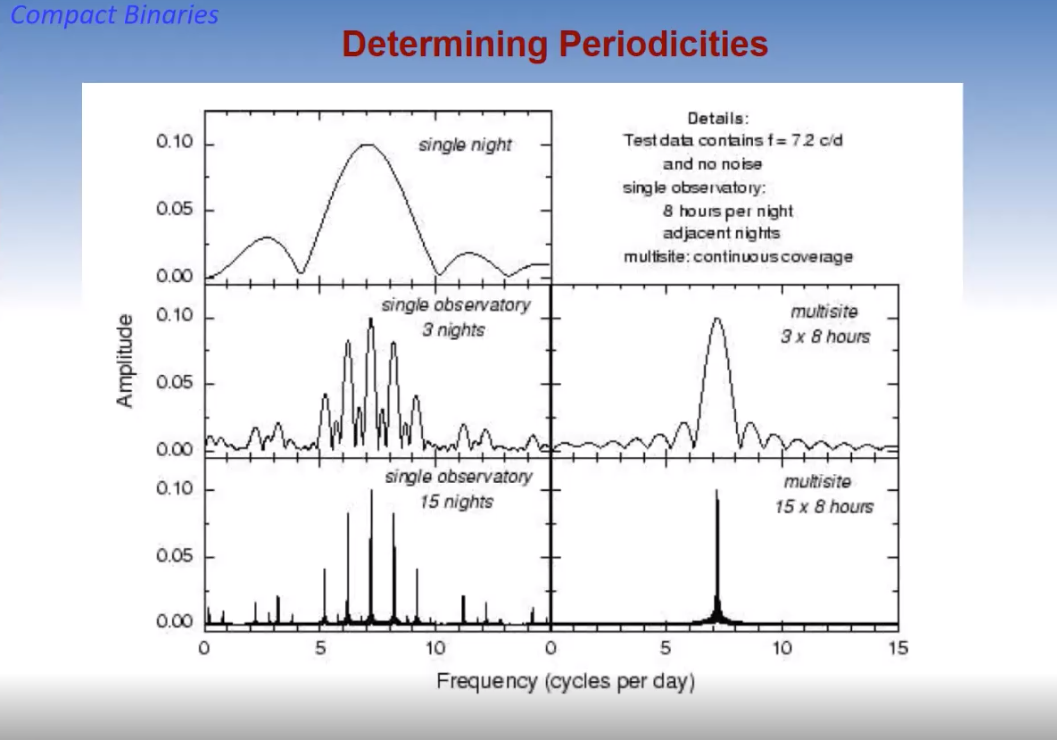 Compact Binaries
Determining Periodicities
Details:
Test data contains f = 7.2 c/d
and no noise
single observatory:
8 hours per night
adjacent nights
multisite: continuous coverage
single night
0.10
0.05
0.00
single observatory
3 nights
0.10
0.05
0.00
multisite
3 x 8 hours
Amplitude
single observatory
15 nights
0.10
0.05
0.00
multisite
15 x 8 hours
0 5 10 0 5 10 15
Frequency (cycles per day)